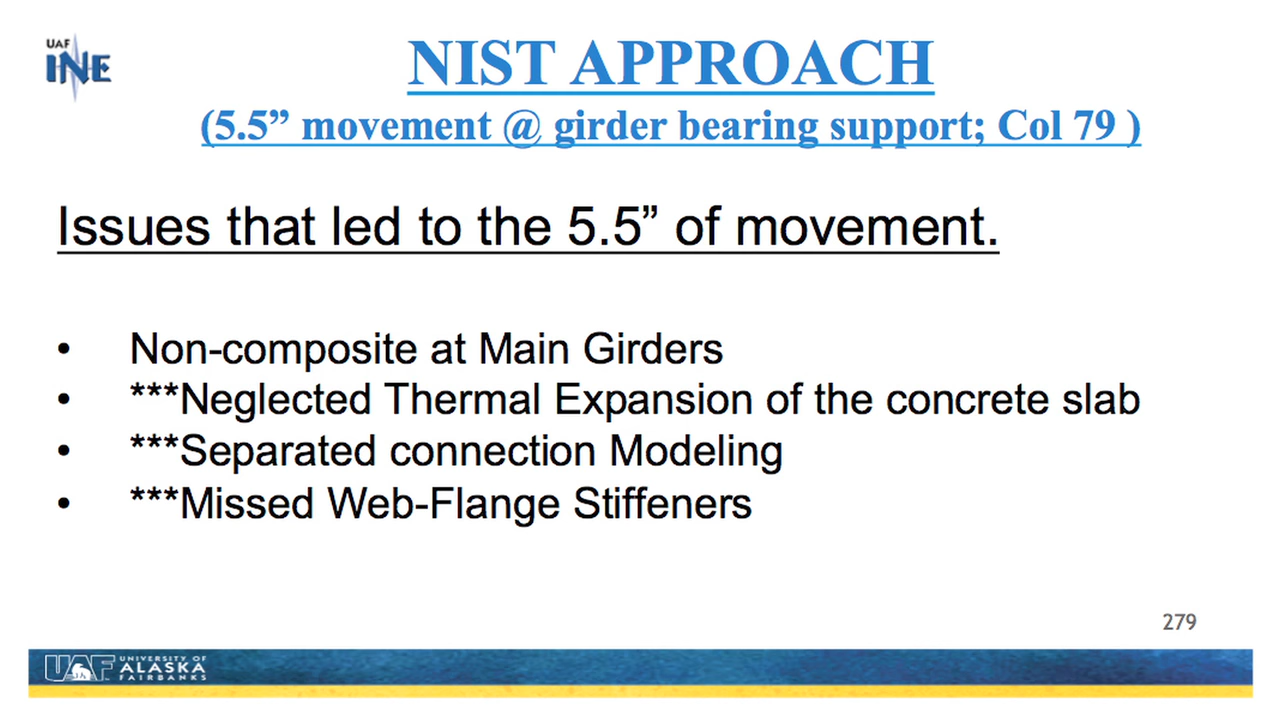 UAF
INE
NIST APPROACH
(5.5” movement @ girder bearing support; Col 79 )
Issues that led to the 5.5” of movement.
• Non-composite at Main Girders
• ***Neglected Thermal Expansion of the concrete slab
• ***Separated connection Modeling
• ***Missed Web-Flange Stiffeners
279
UAF
UNIVERSITY OF
ALASKA
FAIRBANKS